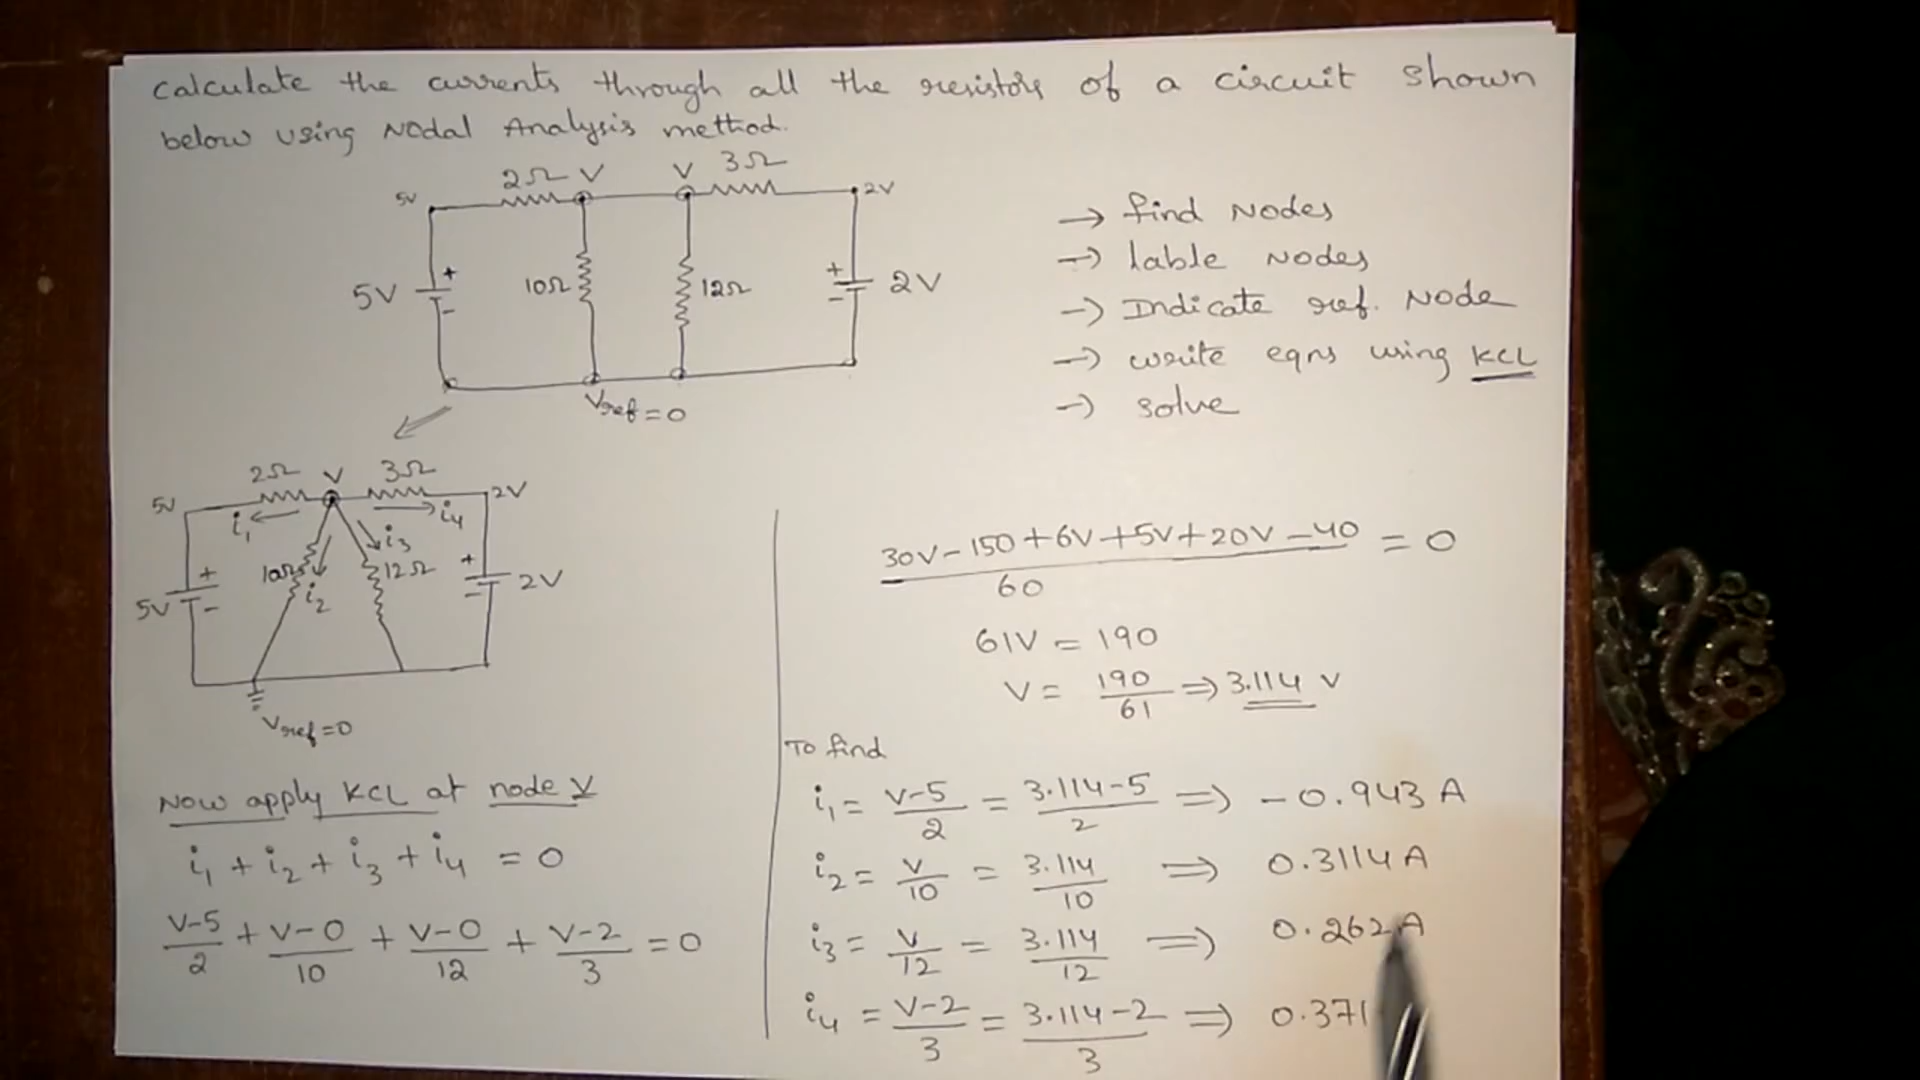 calculate the currents through all the resistors of a circuit shown
below using Nodal Analysis method.
5V 2Ω V V 3Ω 2V
5V + - 10Ω 12Ω + - 2V
Vref = 0
→ find Nodes
→ lable nodes
→ Indicate ref. Node
→ write eqns using KCL
→ solve
5V 2Ω V 3Ω 2V
i1 i4
i3
5V + - 10Ω i2 12Ω + - 2V
Vref = 0
Now apply KCL at node V
i1 + i2 + i3 + i4 = 0
V-5/2 + V-0/10 + V-0/12 + V-2/3 = 0
30V - 150 + 6V + 5V + 20V - 40 / 60 = 0
61V = 190
V = 190/61 ⇒ 3.114 V
To find
i1 = V-5/2 = 3.114-5/2 ⇒ -0.943 A
i2 = V/10 = 3.114/10 ⇒ 0.3114 A
i3 = V/12 = 3.114/12 ⇒ 0.262 A
i4 = V-2/3 = 3.114-2/3 ⇒ 0.371